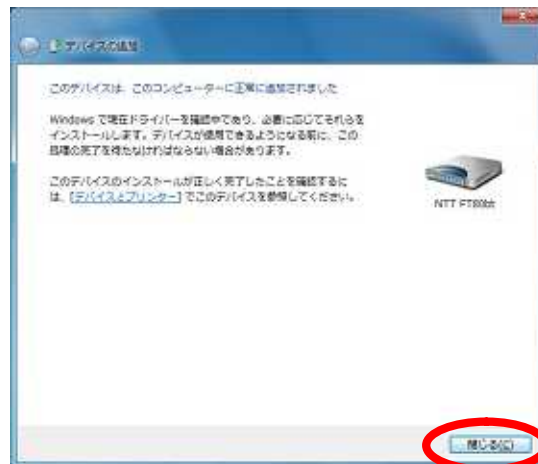 デバイスの追加
このデバイスは、このコンピューターに正常に追加されました
Windows で現在ドライバーを確認中であり、必要に応じてそれらを
インストールします。デバイスが使用できるようになる前に、この
処理の完了を待たなければならない場合があります。
このデバイスのインストールが正しく完了したことを確認するに
は、[デバイスとプリンター] でこのデバイスを参照してください。
NTT FT80bt
閉じる(C)